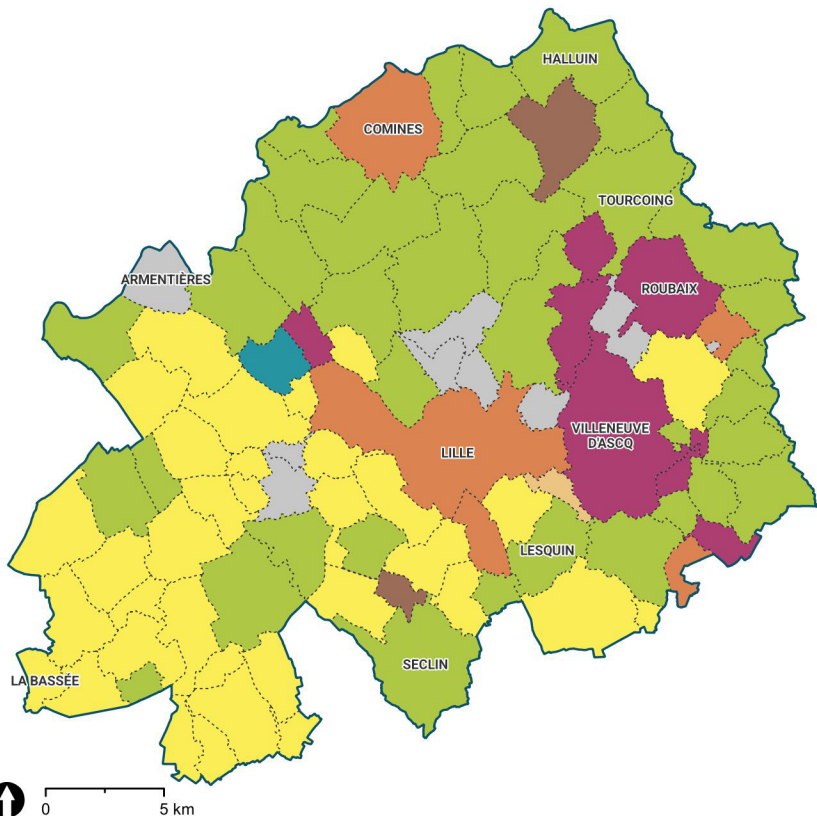 HALLUIN
COMINES
TOURCOING
ARMENTIÈRES
ROUBAIX
VILLENEUVE
D'ASCQ
LILLE
LESQUIN
SECLIN
LA BASSÉE
0 5 km